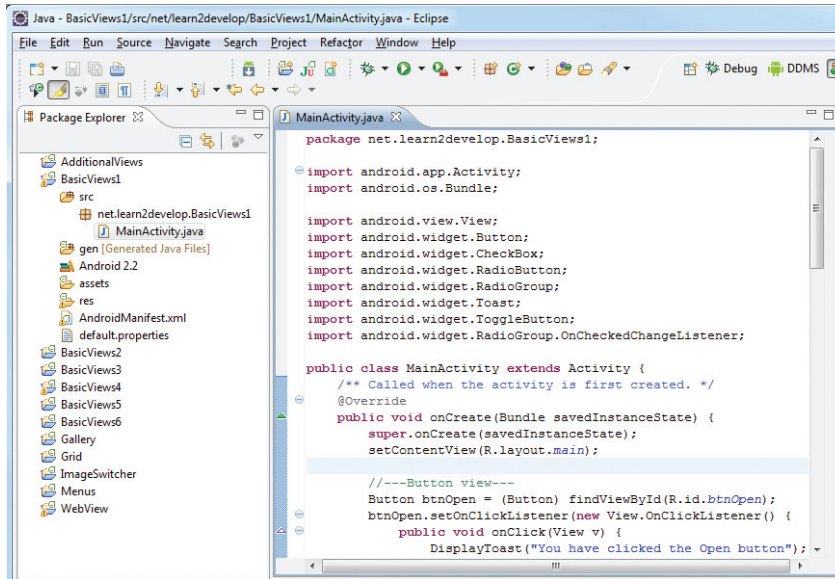 Java - BasicViews1/src/net/learn2develop/BasicViews1/MainActivity.java - Eclipse
File Edit Run Source Navigate Search Project Refactor Window Help
Debug DDMS
Package Explorer
MainActivity.java
AdditionalViews
BasicViews1
src
net.learn2develop.BasicViews1
MainActivity.java
gen [Generated Java Files]
Android 2.2
assets
res
AndroidManifest.xml
default.properties
BasicViews2
BasicViews3
BasicViews4
BasicViews5
BasicViews6
Gallery
Grid
ImageSwitcher
Menus
WebView
package net.learn2develop.BasicViews1;
import android.app.Activity;
import android.os.Bundle;
import android.view.View;
import android.widget.Button;
import android.widget.CheckBox;
import android.widget.RadioButton;
import android.widget.RadioGroup;
import android.widget.Toast;
import android.widget.ToggleButton;
import android.widget.RadioGroup.OnCheckedChangeListener;
public class MainActivity extends Activity {
/** Called when the activity is first created. */
@Override
public void onCreate(Bundle savedInstanceState) {
super.onCreate(savedInstanceState);
setContentView(R.layout.main);
//---Button view---
Button btnOpen = (Button) findViewById(R.id.btnOpen);
btnOpen.setOnClickListener(new View.OnClickListener() {
public void onClick(View v) {
DisplayToast("You have clicked the Open button");